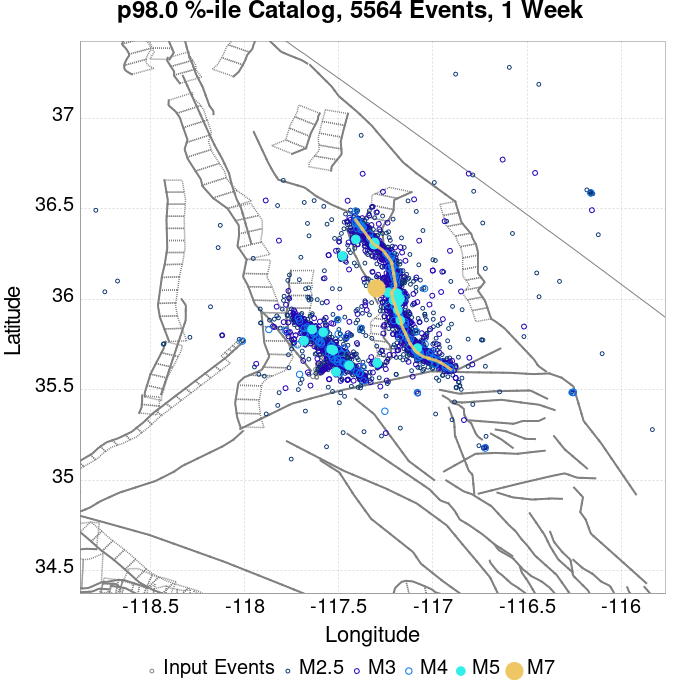 p98.0 %-ile Catalog, 5564 Events, 1 Week
Latitude
37
36.5
36
35.5
35
34.5
-118.5 -118 -117.5 -117 -116.5 -116
Longitude
Input Events M2.5 M3 M4 M5 M7